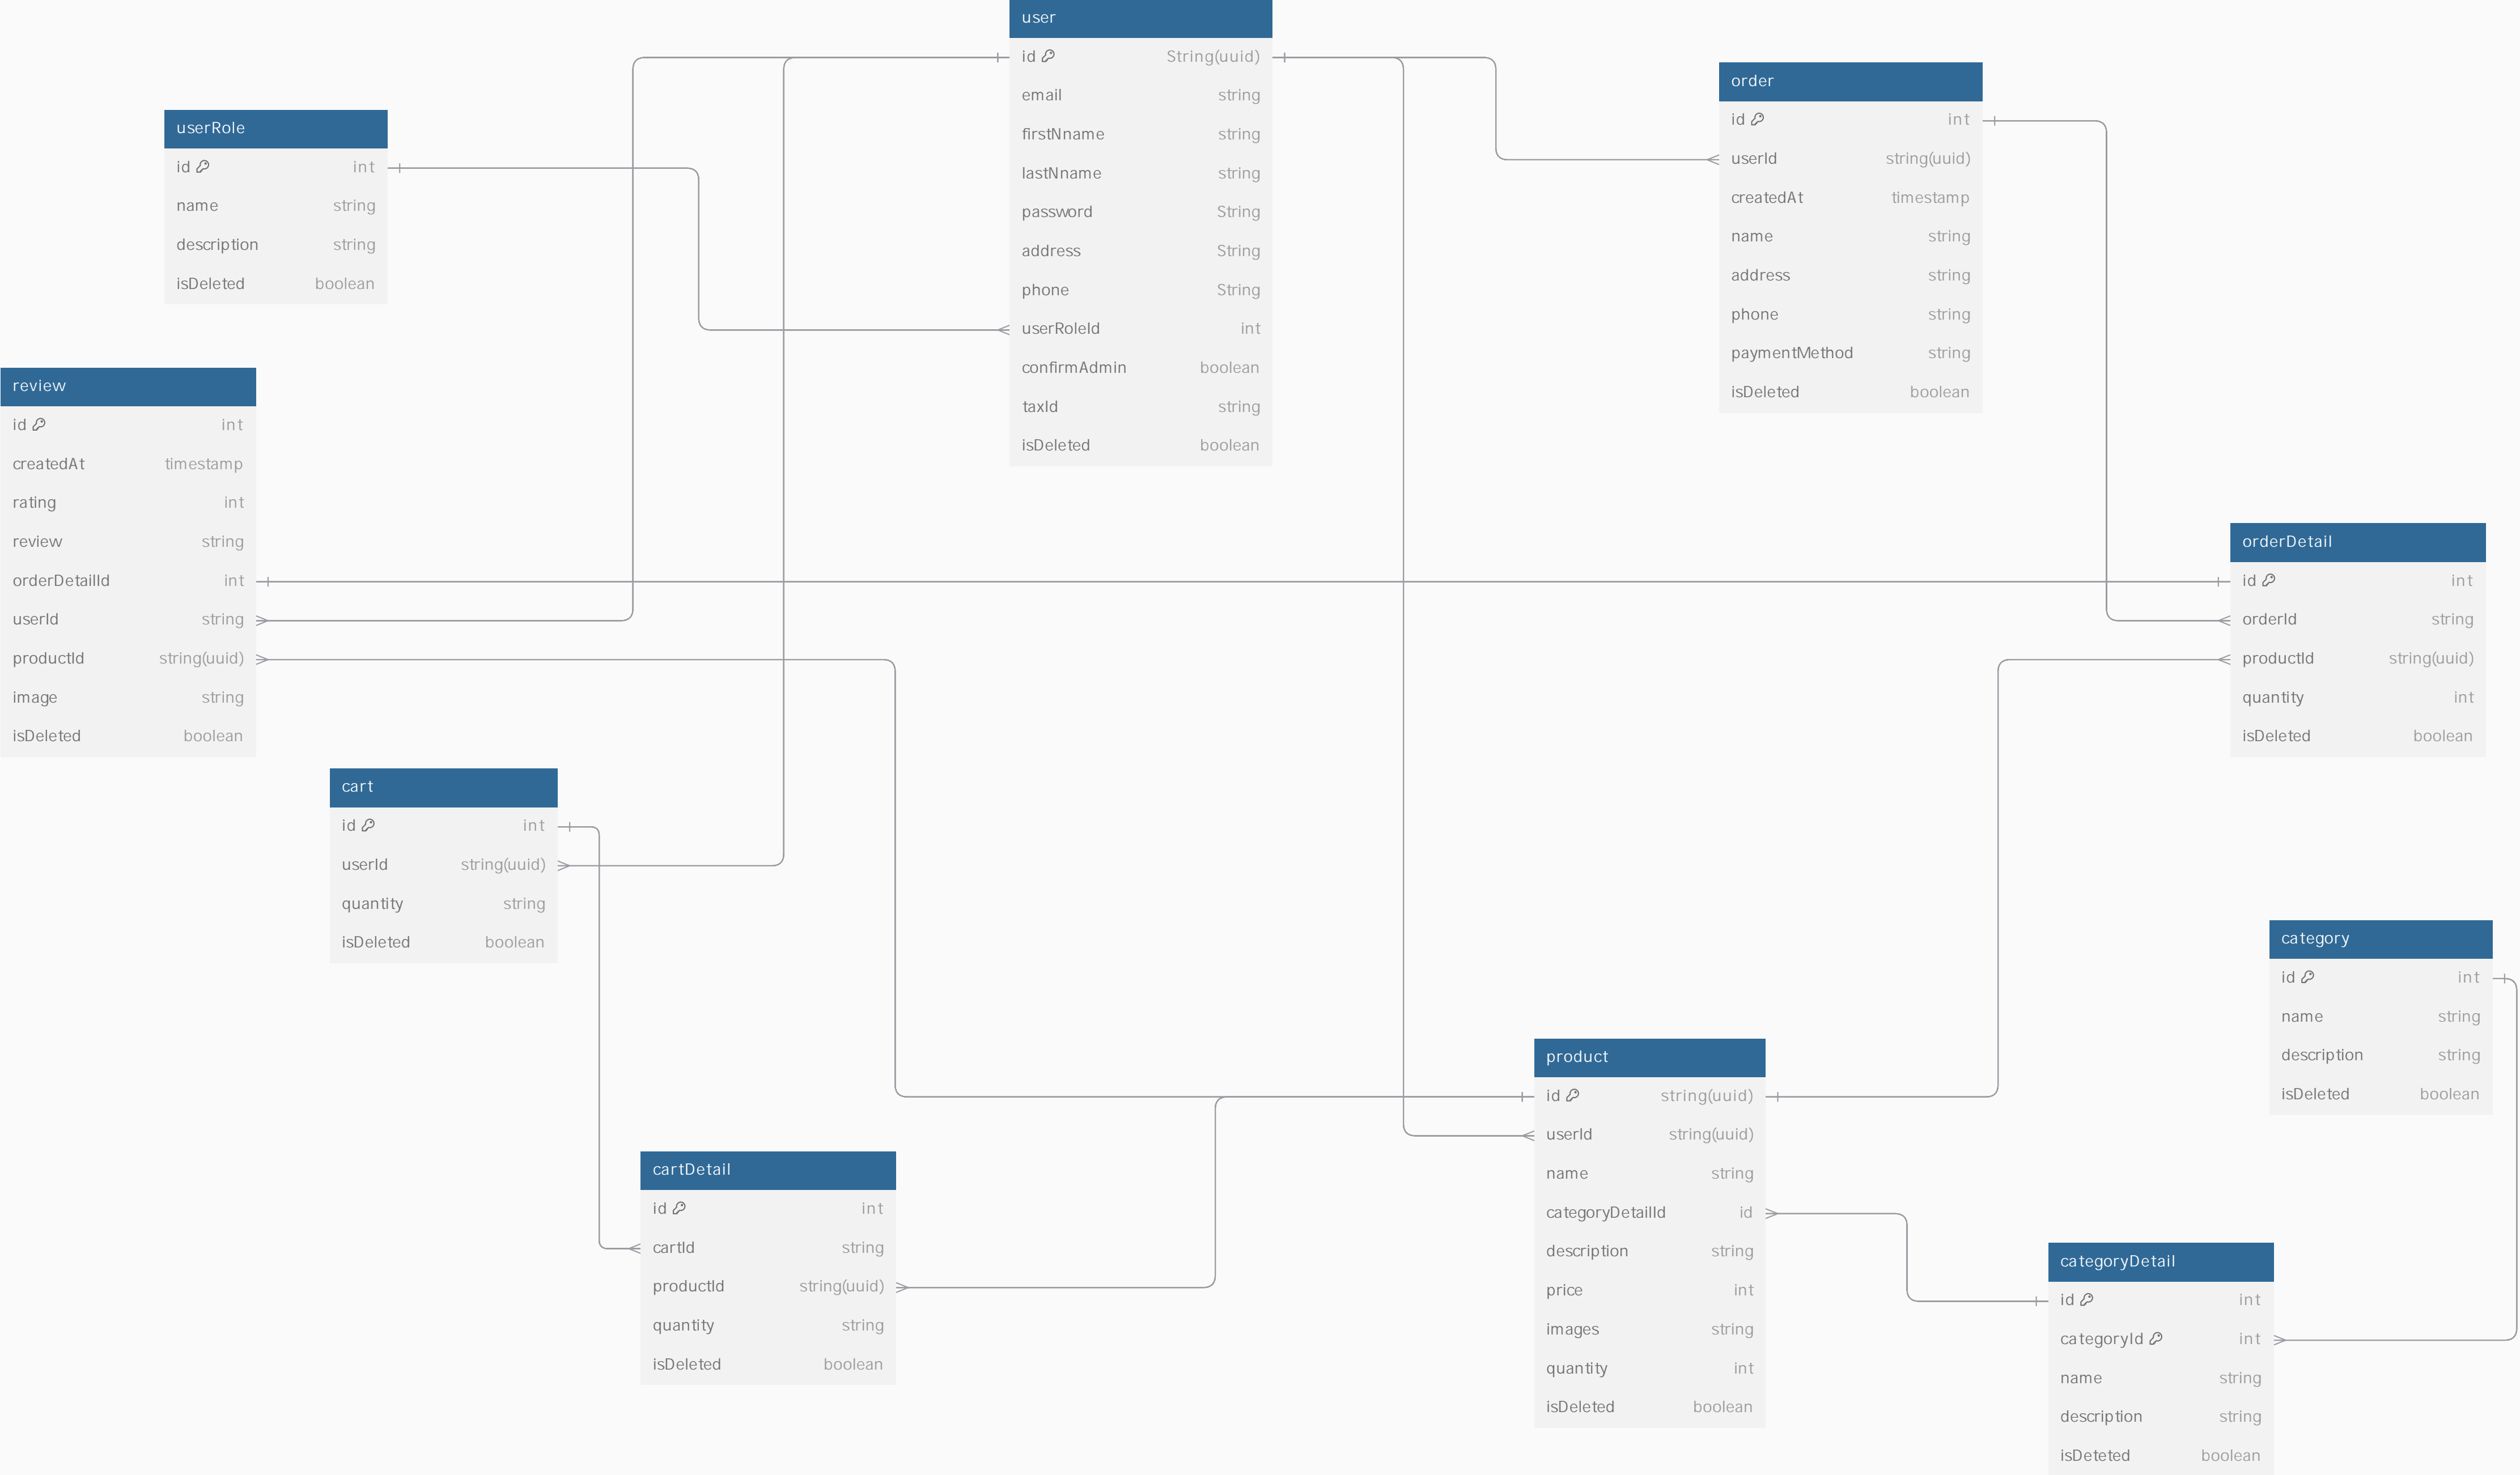 user
id String(uuid)
email string
firstNname string
lastNname string
password String
address String
phone String
userRoleId int
confirmAdmin boolean
taxId string
isDeleted boolean
order
id int
userId string(uuid)
createdAt timestamp
name string
address string
phone string
paymentMethod string
isDeleted boolean
userRole
id int
name string
description string
isDeleted boolean
review
id int
createdAt timestamp
rating int
review string
orderDetailId int
userId string
productId string(uuid)
image string
isDeleted boolean
orderDetail
id int
orderId string
productId string(uuid)
quantity int
isDeleted boolean
cart
id int
userId string(uuid)
quantity string
isDeleted boolean
category
id int
name string
description string
isDeleted boolean
product
id string(uuid)
userId string(uuid)
name string
categoryDetailId id
description string
price int
images string
quantity int
isDeleted boolean
cartDetail
id int
cartId string
productId string(uuid)
quantity string
isDeleted boolean
categoryDetail
id int
categoryId int
name string
description string
isDeteted boolean